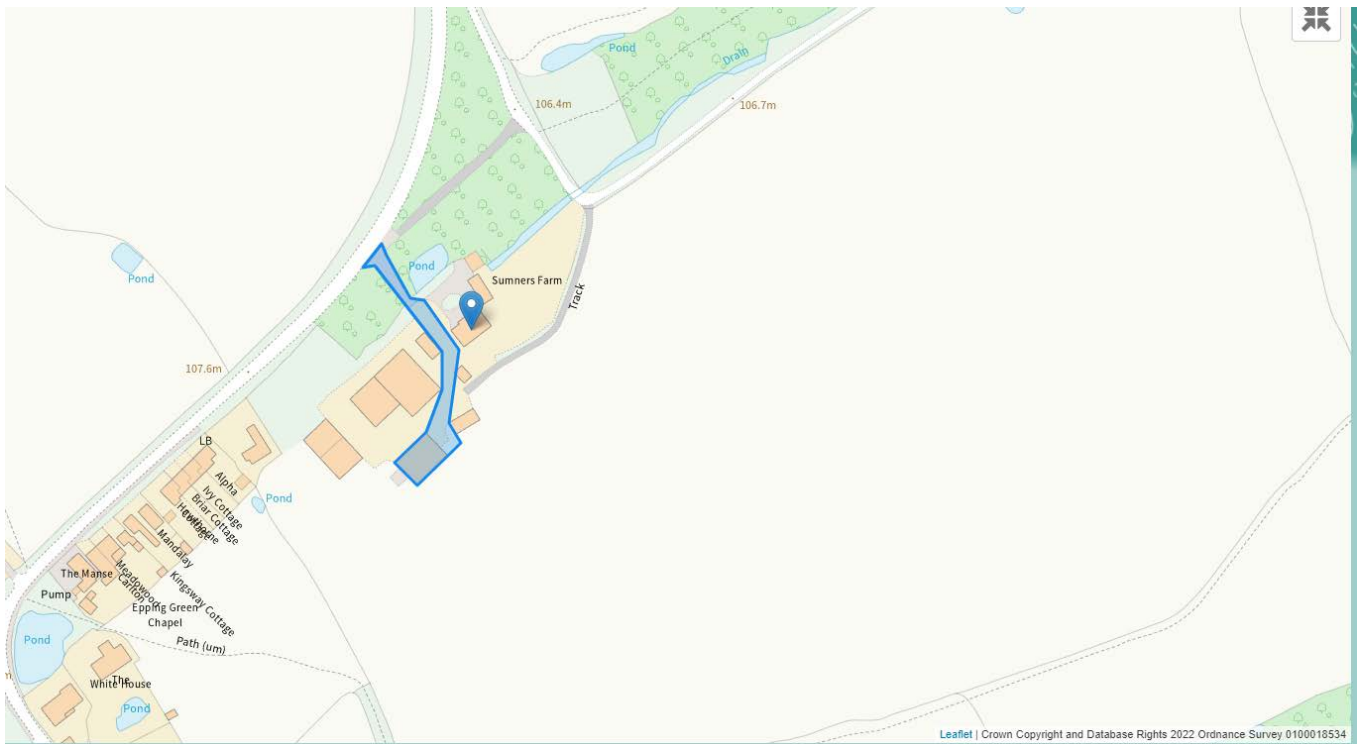 Pond
Drain
106.4m
106.7m
Pond
Pond
Sumners Farm
Track
107.6m
LB
Alpha
Ivy Cottage
Briar Cottage
Hawthorne
Cottage
Pond
Mandalay
The Manse
Meadowood
Carlton
Kingsway Cottage
Pump
Epping Green
Chapel
Path (um)
Pond
m
The
White House
Pond
Leaflet | Crown Copyright and Database Rights 2022 Ordnance Survey 0100018534